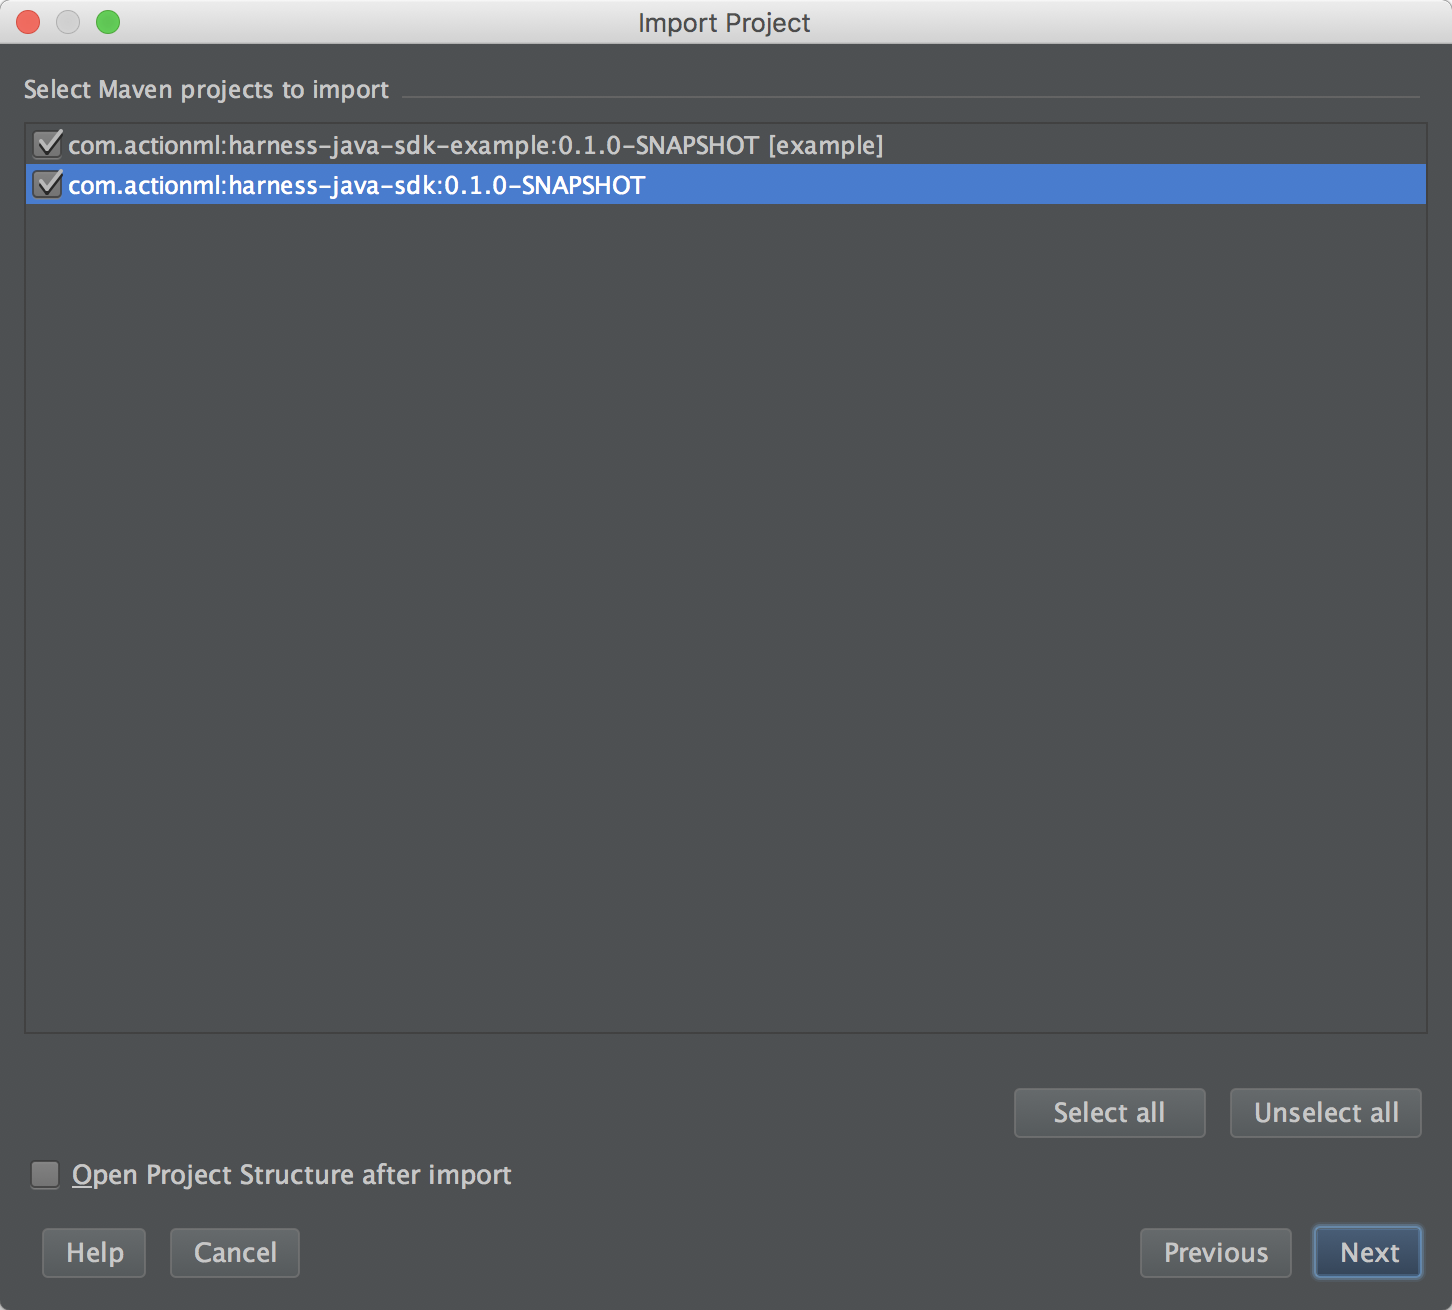 Import Project
Select Maven projects to import
com.actionml:harness-java-sdk-example:0.1.0-SNAPSHOT [example]
com.actionml:harness-java-sdk:0.1.0-SNAPSHOT
Select all Unselect all
Open Project Structure after import
Help Cancel Previous Next